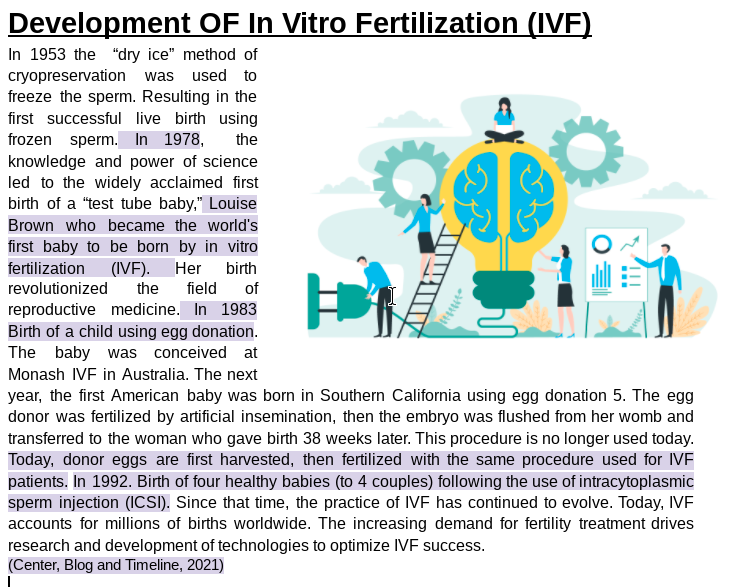 Development OF In Vitro Fertilization (IVF)
In 1953 the “dry ice” method of
cryopreservation was used to
freeze the sperm. Resulting in the
first successful live birth using
frozen sperm. In 1978, the
knowledge and power of science
led to the widely acclaimed first
birth of a “test tube baby,” Louise
Brown who became the world's
first baby to be born by in vitro
fertilization (IVF). Her birth
revolutionized the field of
reproductive medicine. In 1983
Birth of a child using egg donation.
The baby was conceived at
Monash IVF in Australia. The next
year, the first American baby was born in Southern California using egg donation 5. The egg
donor was fertilized by artificial insemination, then the embryo was flushed from her womb and
transferred to the woman who gave birth 38 weeks later. This procedure is no longer used today.
Today, donor eggs are first harvested, then fertilized with the same procedure used for IVF
patients. In 1992. Birth of four healthy babies (to 4 couples) following the use of intracytoplasmic
sperm injection (ICSI). Since that time, the practice of IVF has continued to evolve. Today, IVF
accounts for millions of births worldwide. The increasing demand for fertility treatment drives
research and development of technologies to optimize IVF success.
(Center, Blog and Timeline, 2021)